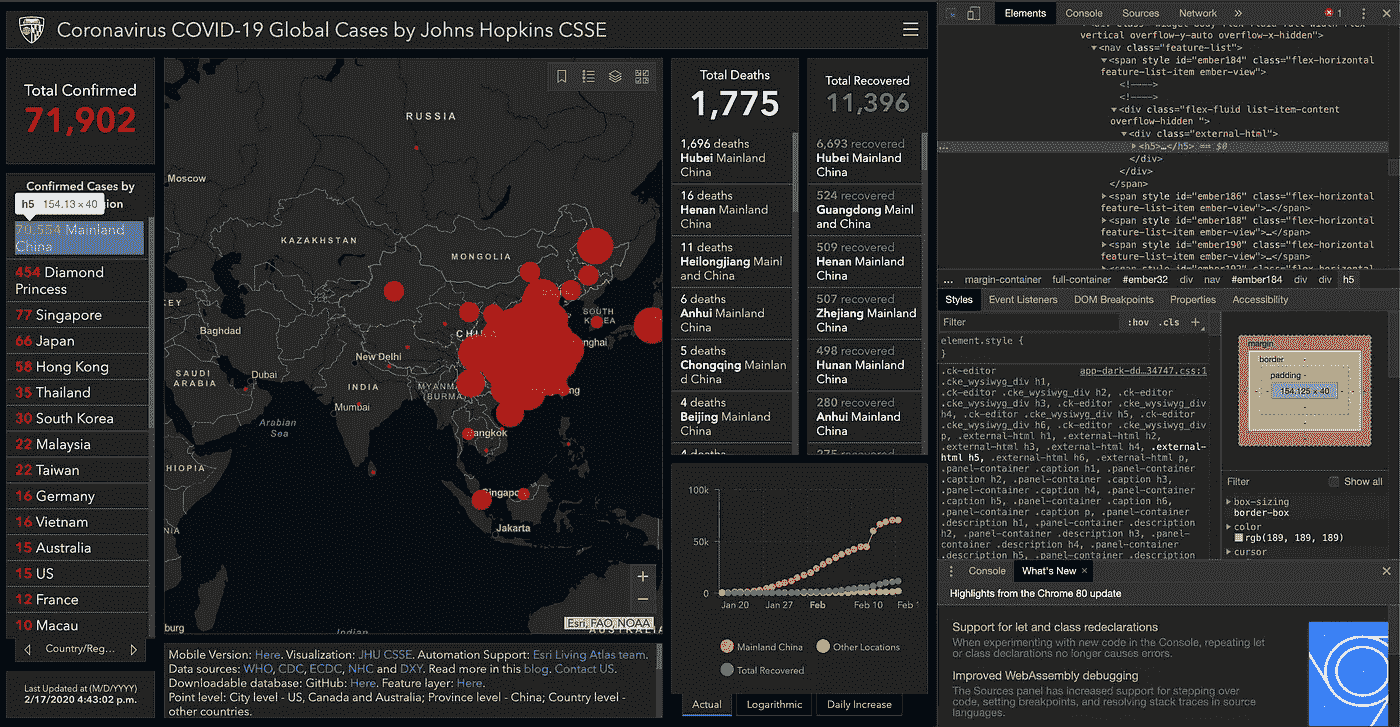 Coronavirus COVID-19 Global Cases by Johns Hopkins CSSE
Total Confirmed
71,902
Confirmed Cases by
h5 154.13 × 40
70,554 Mainland
China
454 Diamond
Princess
77 Singapore
66 Japan
58 Hong Kong
35 Thailand
30 South Korea
22 Malaysia
22 Taiwan
16 Germany
16 Vietnam
15 Australia
15 US
12 France
10 Macau
Country/Reg...
Last Updated at (M/D/YYYY)
2/17/2020 4:43:02 p.m.
RUSSIA
Moscow
KAZAKHSTAN
MONGOLIA
SOUTH
KOREA
Baghdad
New Delhi
SAUDI
ARABIA
Dubai
INDIA
MYANMAR
(BURMA)
Mumbai
Arabian
Sea
Bangkok
Singapore
Jakarta
Indian
AUSTRALIA
+
−
Esri, FAO, NOAA
Mobile Version: Here. Visualization: JHU CSSE. Automation Support: Esri Living Atlas team.
Data sources: WHO, CDC, ECDC, NHC and DXY. Read more in this blog. Contact US.
Downloadable database: GitHub: Here. Feature layer: Here.
Point level: City level - US, Canada and Australia; Province level - China; Country level -
other countries.
Total Deaths
1,775
1,696 deaths
Hubei Mainland
China
16 deaths
Henan Mainland
China
11 deaths
Heilongjiang Mainl
and China
6 deaths
Anhui Mainland
China
5 deaths
Chongqing Mainlan
d China
4 deaths
Beijing Mainland
China
Total Recovered
11,396
6,693 recovered
Hubei Mainland
China
524 recovered
Guangdong Mainl
and China
509 recovered
Henan Mainland
China
507 recovered
Zhejiang Mainland
China
498 recovered
Hunan Mainland
China
280 recovered
Anhui Mainland
China
100k
50k
0
Jan 20 Jan 27 Feb Feb 10 Feb 1
Mainland China
Other Locations
Total Recovered
Actual Logarithmic Daily Increase
Elements Console Sources Network » 1
vertical overflow-y-auto overflow-x-hidden">
▼<nav class="feature-list">
▼<span style id="ember184" class="flex-horizontal
feature-list-item ember-view">
<!---->
<!---->
▼<div class="flex-fluid list-item-content
overflow-hidden ">
▼<div class="external-html">
... ▶<h5>…</h5> == $0
</div>
</div>
</span>
▶<span style id="ember186" class="flex-horizontal
feature-list-item ember-view">…</span>
▶<span style id="ember188" class="flex-horizontal
feature-list-item ember-view">…</span>
▶<span style id="ember190" class="flex-horizontal
feature-list-item ember-view">…</span>
... margin-container full-container #ember32 div nav #ember184 div div h5
Styles Event Listeners DOM Breakpoints Properties Accessibility
Filter :hov .cls +
element.style {
}
.ck-editor app-dark-dd…34747.css:1
.cke_wysiwyg_div h1,
.ck-editor .cke_wysiwyg_div h2, .ck-editor
.cke_wysiwyg_div h3, .ck-editor .cke_wysiwyg_div
h4, .ck-editor .cke_wysiwyg_div h5, .ck-editor
.cke_wysiwyg_div h6, .ck-editor .cke_wysiwyg_div
p, .external-html h1, .external-html h2,
.external-html h3, .external-html h4, .external-
html h5, .external-html h6, .external-html p,
.panel-container .caption h1, .panel-container
.caption h2, .panel-container .caption h3,
.panel-container .caption h4, .panel-container
.caption h5, .panel-container .caption h6,
.panel-container .caption p, .panel-container
.description h1, .panel-container .description
h2, .panel-container .description h3, .panel-
container .description h4, .panel-container
.description h5, .panel-container .description
margin
border -
padding -
154.125 × 40
Filter Show all
▶box-sizing
border-box
▶color
rgb(189, 189, 189)
▶cursor
Console What's New ×
Highlights from the Chrome 80 update
Support for let and class redeclarations
When experimenting with new code in the Console, repeating let
or class declarations no longer causes errors.
Improved WebAssembly debugging
The Sources panel has increased support for stepping over
code, setting breakpoints, and resolving stack traces in source
languages.